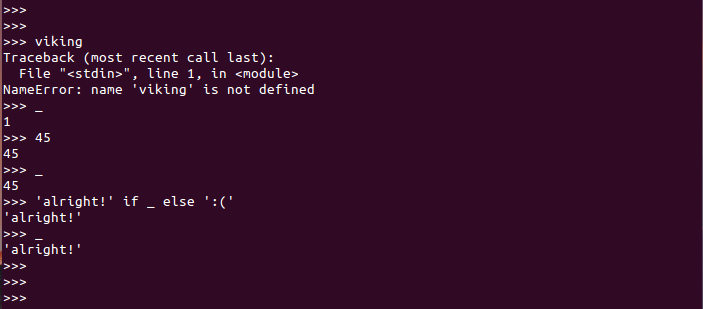 >>>
>>>
>>> viking
Traceback (most recent call last):
  File "<stdin>", line 1, in <module>
NameError: name 'viking' is not defined
>>> _
1
>>> 45
45
>>> _
45
>>> 'alright!' if _ else ':('
'alright!'
>>> _
'alright!'
>>>
>>>
>>>